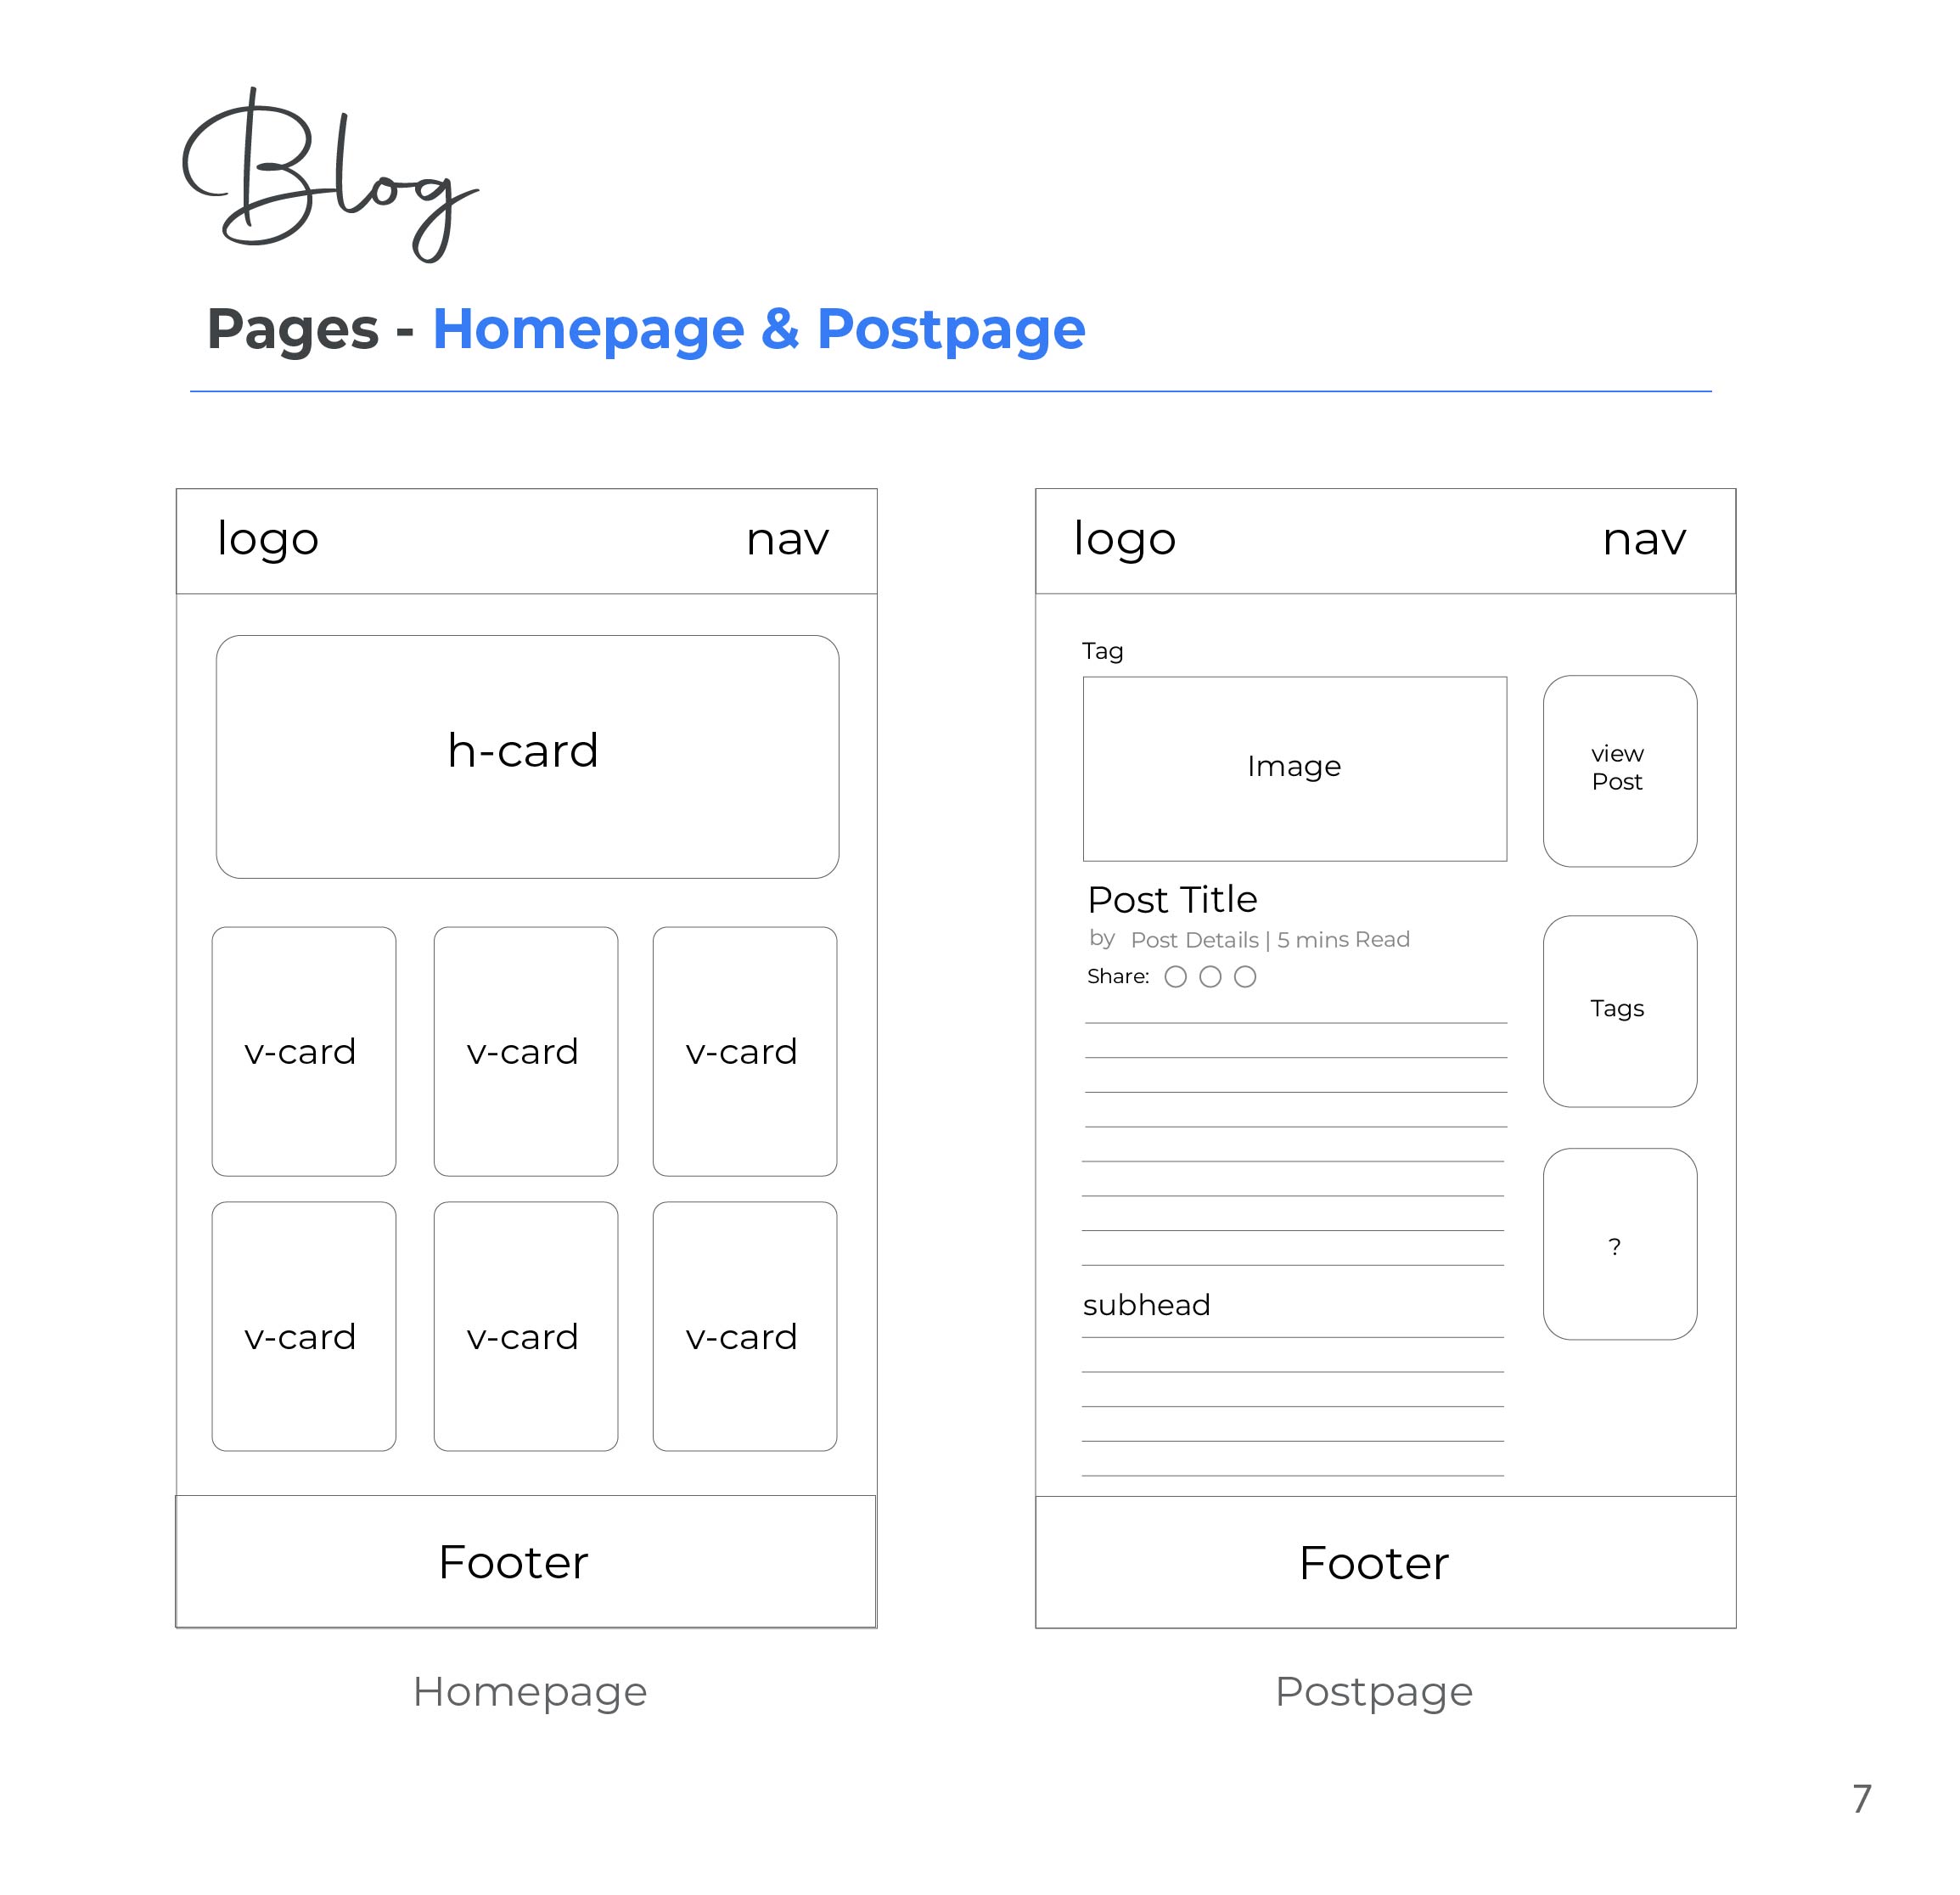 Blog
Pages - Homepage & Postpage
logo nav
h-card
v-card v-card v-card
v-card v-card v-card
Footer
Homepage
logo nav
Tag
Image
Post Title
by Post Details | 5 mins Read
Share:
subhead
view
Post
Tags
?
Footer
Postpage
7